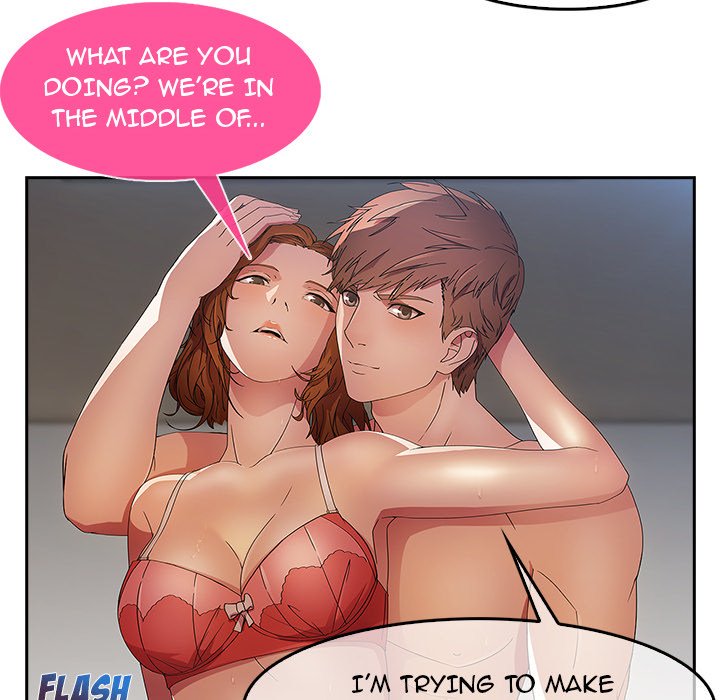 WHAT ARE YOU
DOING? WE'RE IN
THE MIDDLE OF...
FLASH
I'M TRYING TO MAKE